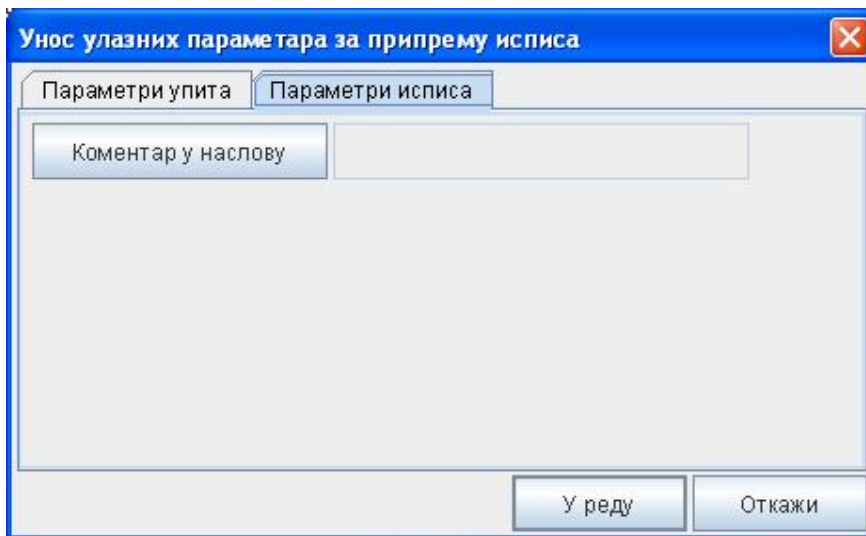 Унос улазних параметара за припрему исписа
Параметри упита
Параметри исписа
Коментар у наслову
У реду
Откажи